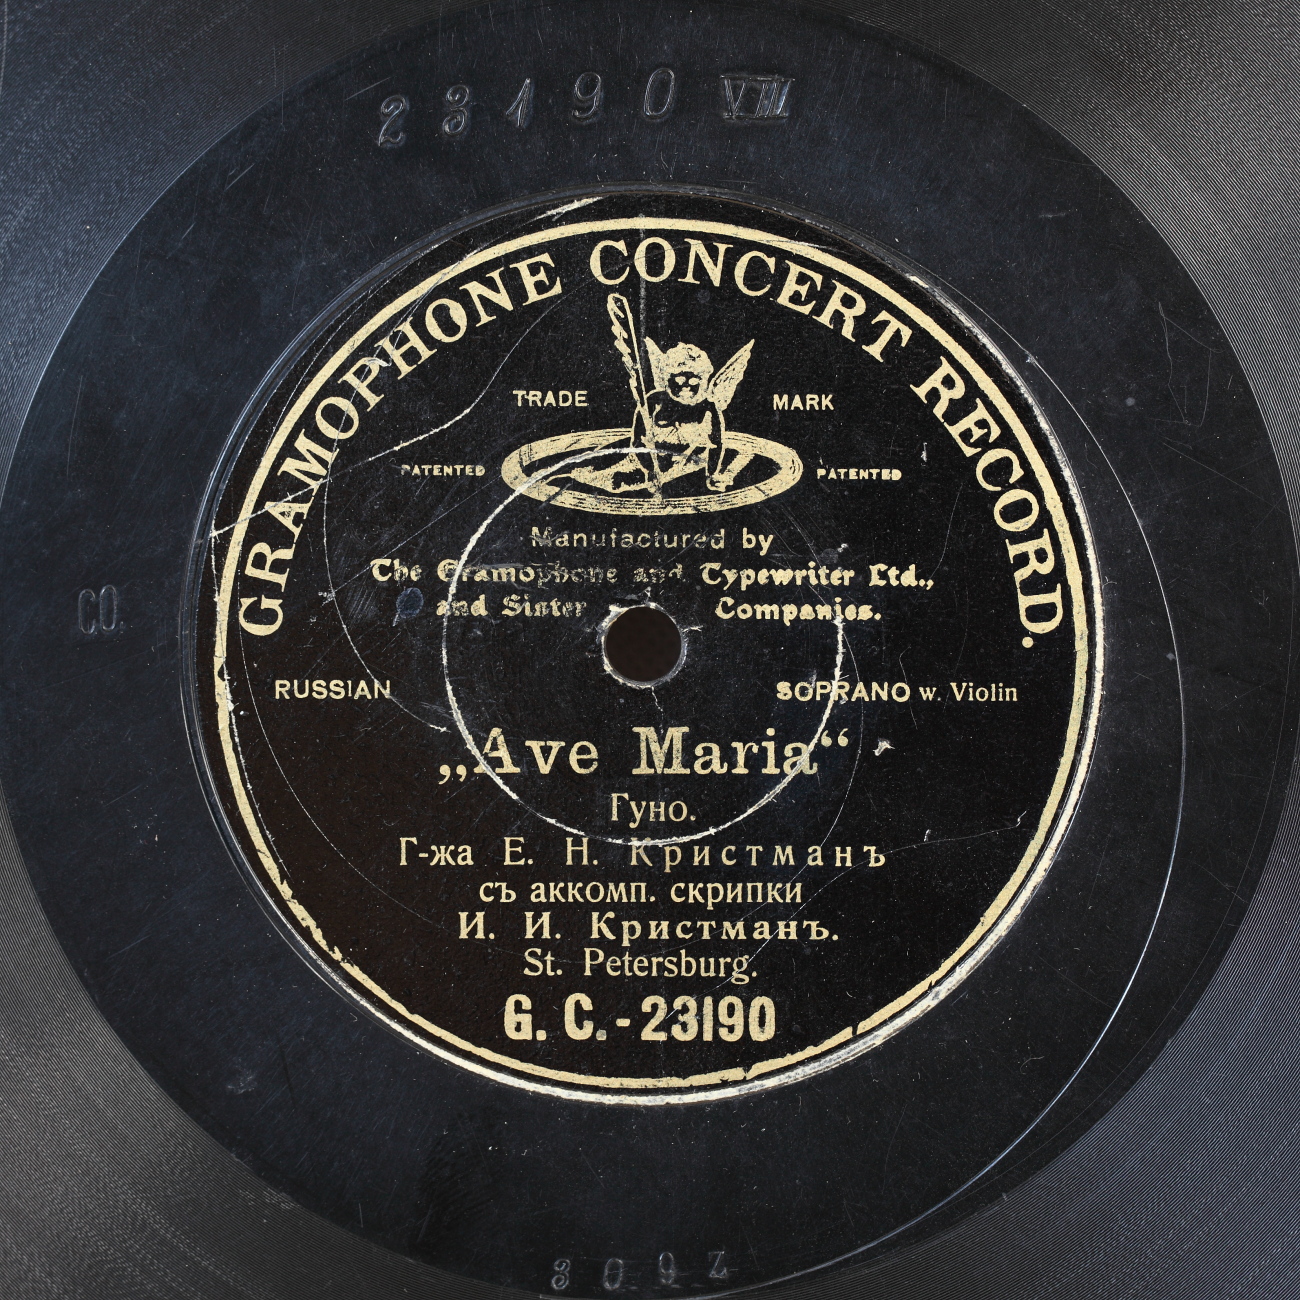 23190 VIII
GRAMOPHONE CONCERT RECORD.
TRADE MARK
PATENTED PATENTED
Manufactured by
The Gramophone and Typewriter Ltd.,
and Sister Companies.
CO.
RUSSIAN SOPRANO w. Violin
„Ave Maria“
Гуно.
Г-жа Е. Н. Кристманъ
съ аккомп. скрипки
И. И. Кристманъ.
St. Petersburg.
G. C.-23190
309z